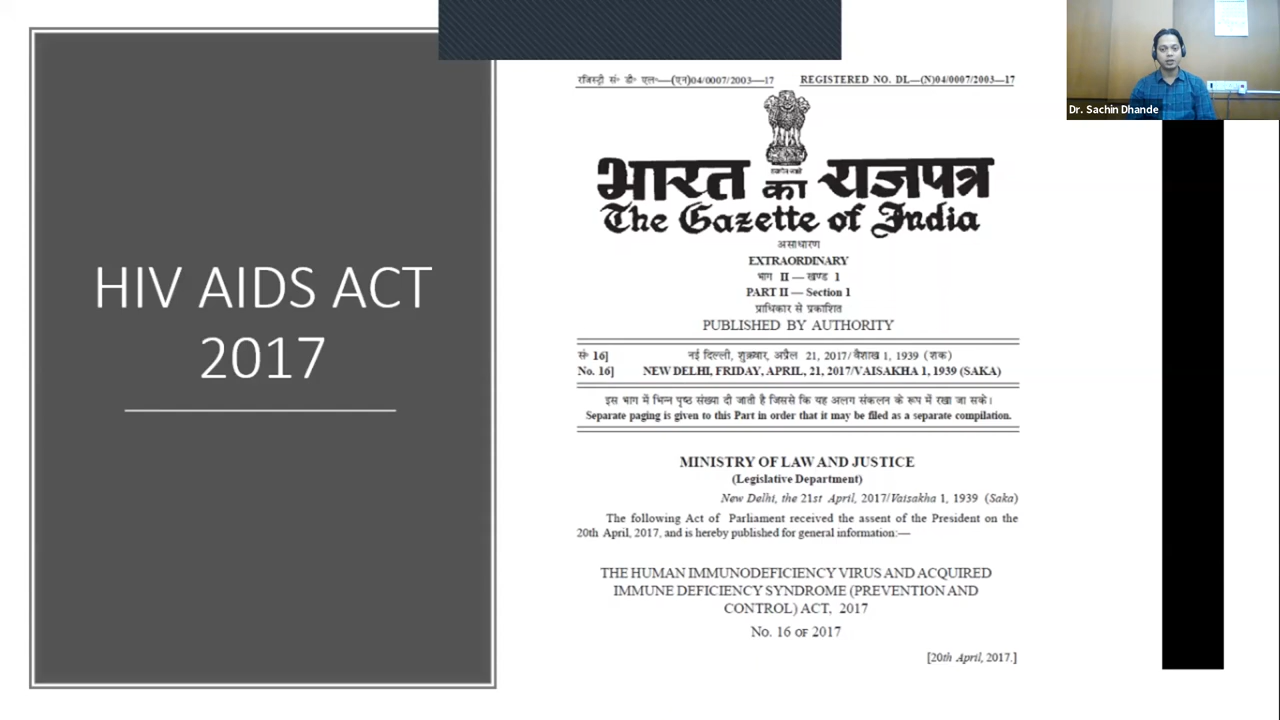 HIV AIDS ACT
2017
रजिस्ट्री सं० डी० एल०—(एन)04/0007/2003—17
REGISTERED NO. DL—(N)04/0007/2003—17
भारत का राजपत्र
The Gazette of India
असाधारण
EXTRAORDINARY
भाग II — खण्ड 1
PART II — Section 1
प्राधिकार से प्रकाशित
PUBLISHED BY AUTHORITY
सं० 16] नई दिल्ली, शुक्रवार, अप्रैल 21, 2017/वैशाख 1, 1939 (शक)
No. 16] NEW DELHI, FRIDAY, APRIL, 21, 2017/VAISAKHA 1, 1939 (SAKA)
इस भाग में भिन्न पृष्ठ संख्या दी जाती है जिससे कि यह अलग संकलन के रूप में रखा जा सके।
Separate paging is given to this Part in order that it may be filed as a separate compilation.
MINISTRY OF LAW AND JUSTICE
(Legislative Department)
New Delhi, the 21st April, 2017/Vaisakha 1, 1939 (Saka)
The following Act of Parliament received the assent of the President on the
20th April, 2017, and is hereby published for general information:—
THE HUMAN IMMUNODEFICIENCY VIRUS AND ACQUIRED
IMMUNE DEFICIENCY SYNDROME (PREVENTION AND
CONTROL) ACT, 2017
No. 16 OF 2017
[20th April, 2017.]
Dr. Sachin Dhande